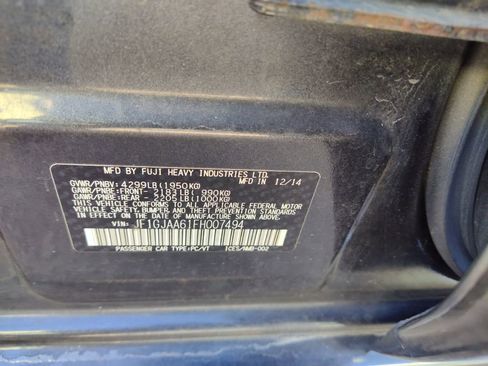 MFD BY FUJI HEAVY INDUSTRIES LTD.
GVWR/PNBV: 4299LB(1950KG) MFD IN 12/14
GAWR/PNBE: FRONT- 2183LB( 990KG)
GAWR/PNBE: REAR - 2205LB(1000KG)
THIS VEHICLE CONFORMS TO ALL APPLICABLE FEDERAL MOTOR
VEHICLE SAFETY, BUMPER AND THEFT PREVENTION STANDARDS IN EFFECT
ON THE DATE OF MANUFACTURE SHOWN ABOVE.
VIN: JF1GJAA61FH007494
PASSENGER CAR TYPE:PC/VT ICES/NMB-002